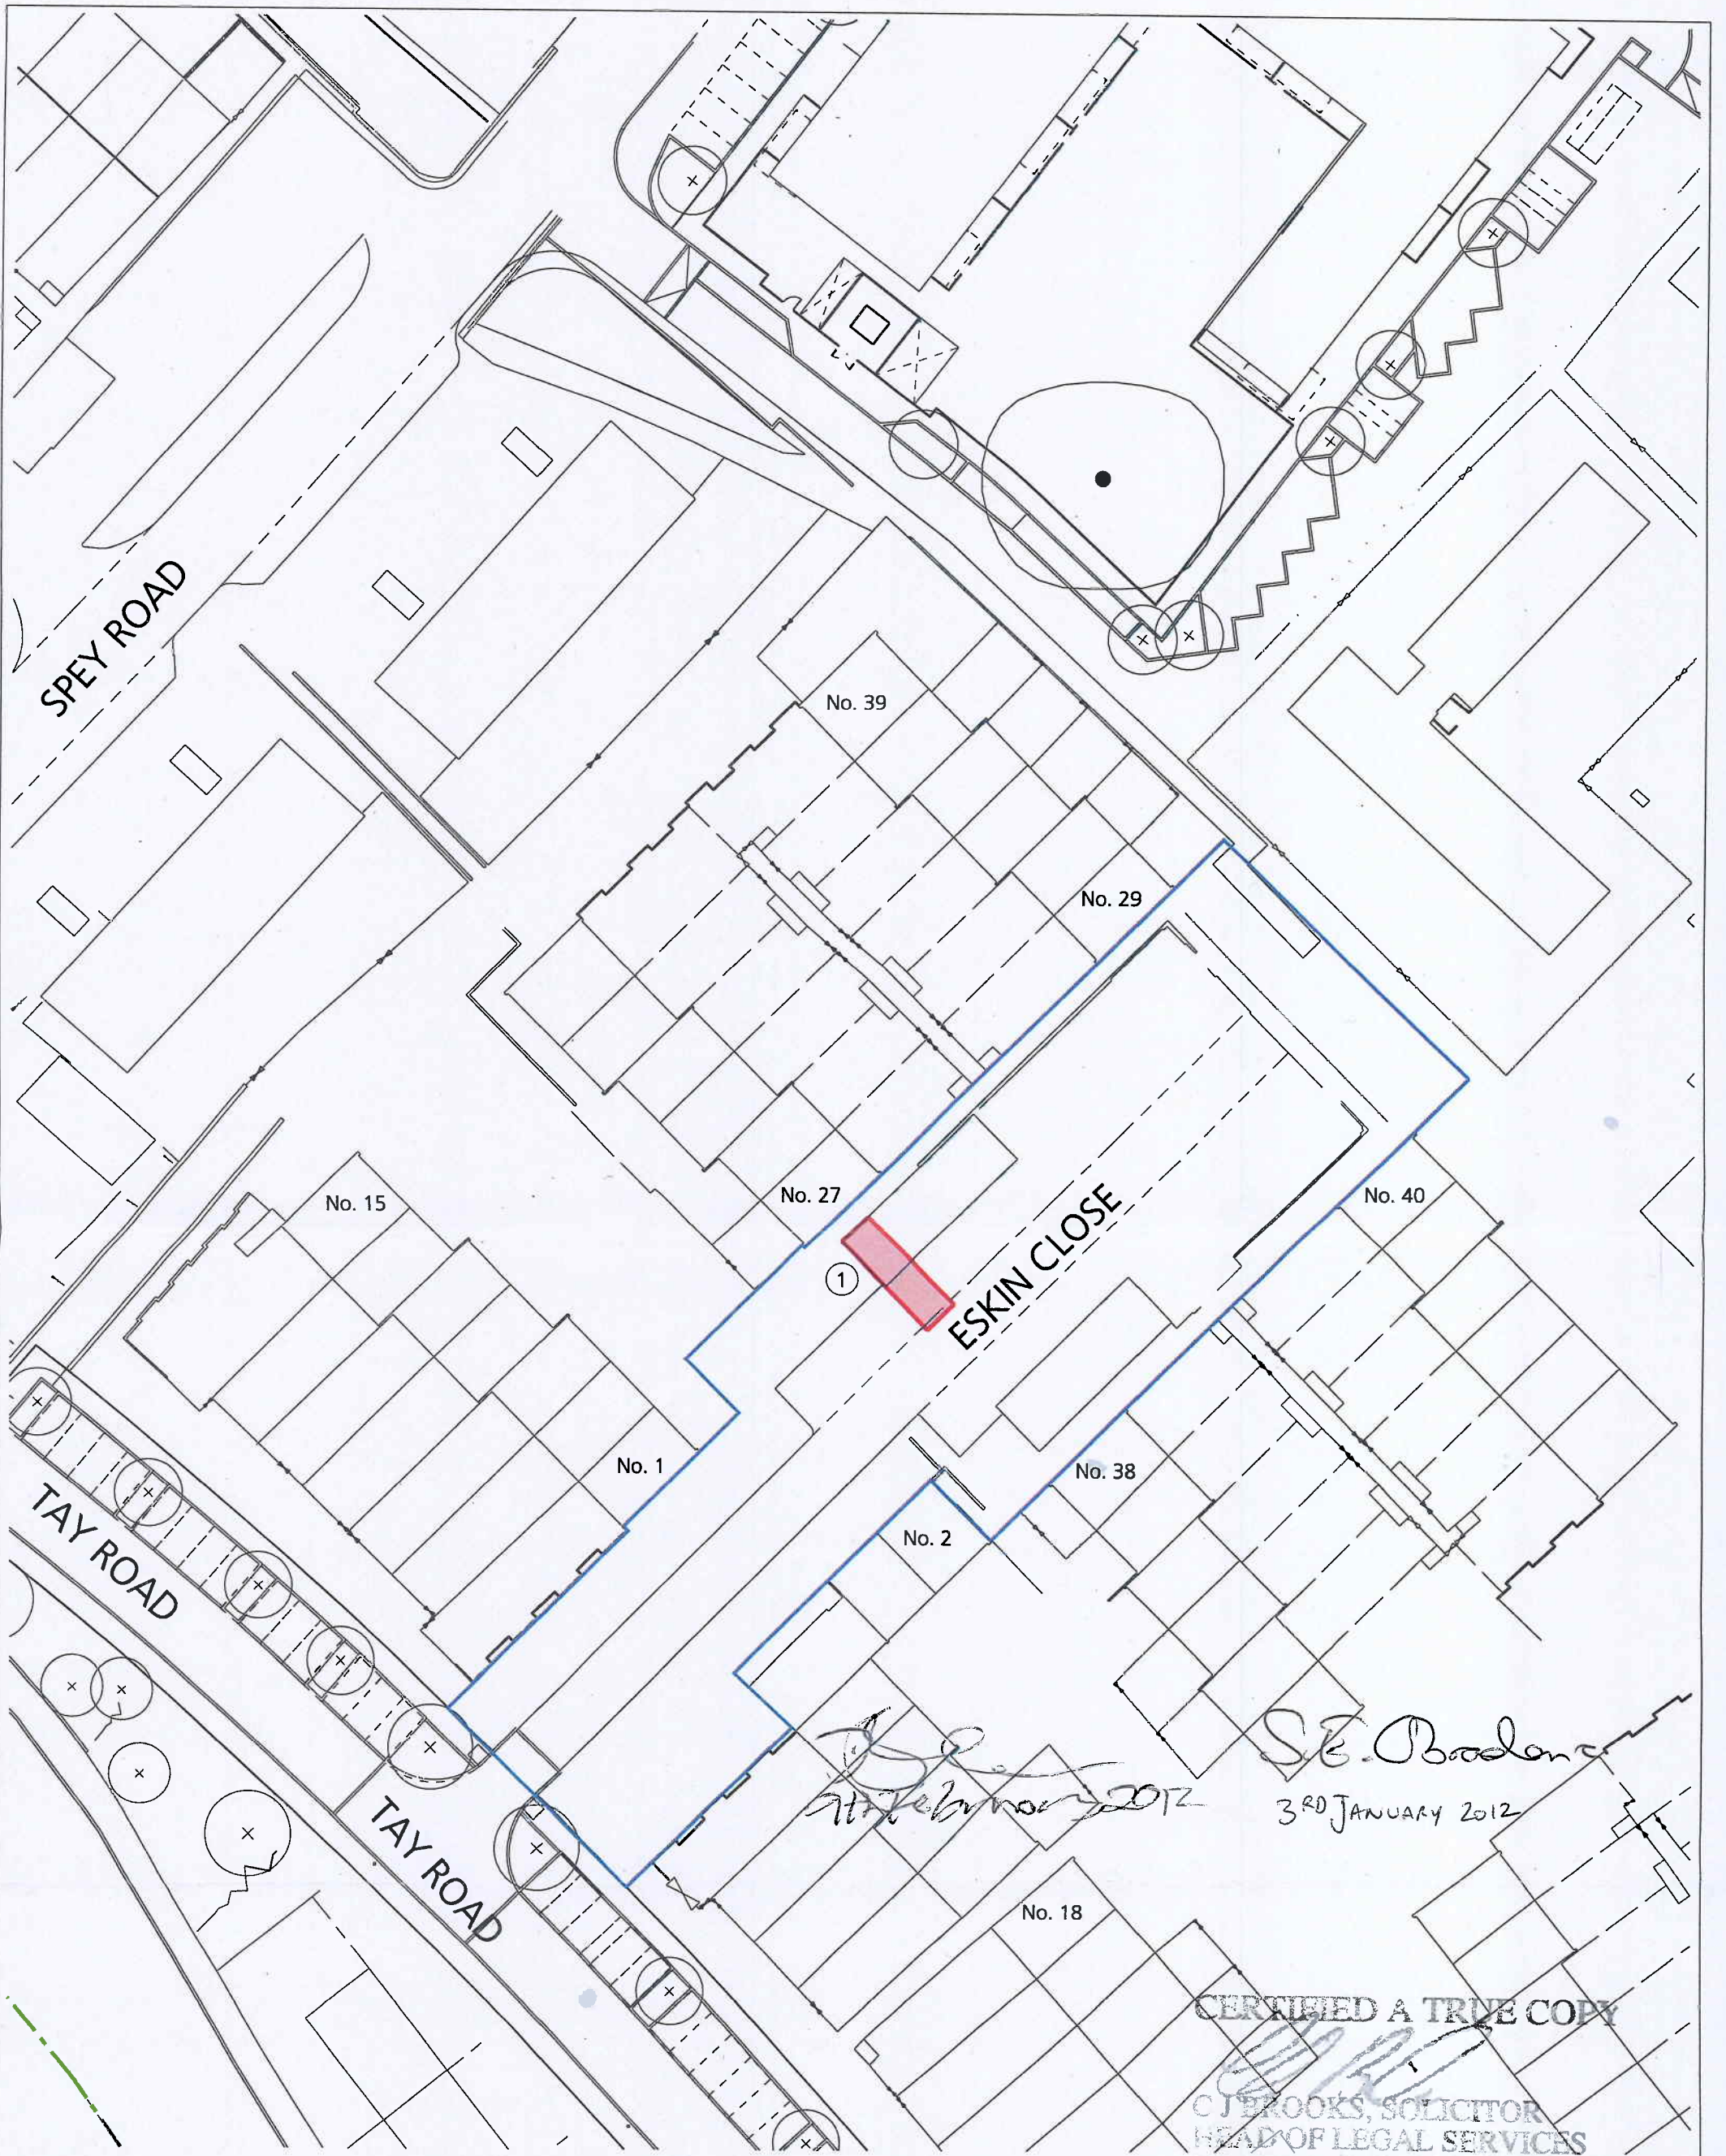 SPEY ROAD
No. 39
No. 29
No. 27
No. 40
No. 15
1
ESKIN CLOSE
No. 1
No. 38
No. 2
TAY ROAD
TAY ROAD
2012
S.E.
3RD JANUARY 2012
No. 18
CERTIFIED A TRUE COPY
C J BROOKS, SOLICITOR
HEAD OF LEGAL SERVICES